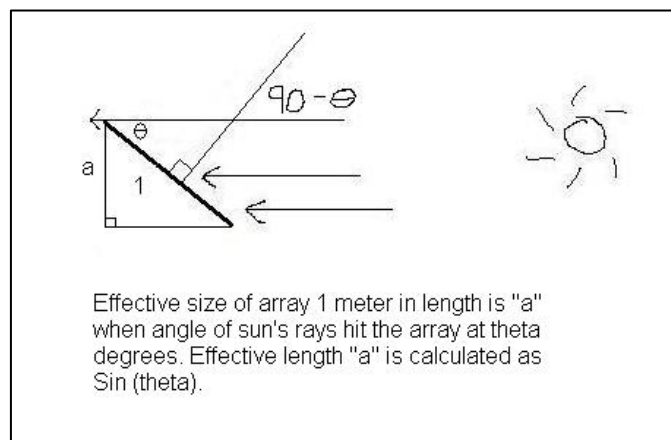 90-θ
θ
a
1
Effective size of array 1 meter in length is "a"
when angle of sun's rays hit the array at theta
degrees. Effective length "a" is calculated as
Sin (theta).